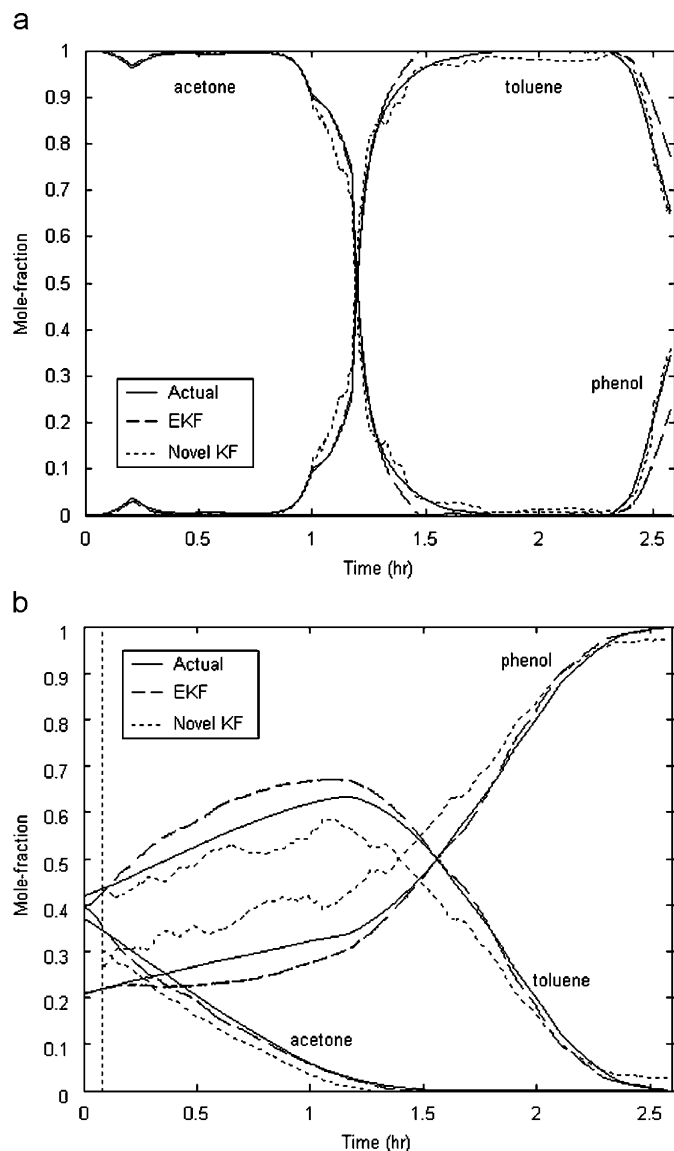 a
1
0.9
0.8
0.7
0.6
0.5
0.4
0.3
0.2
0.1
0
Mole-fraction
acetone
toluene
phenol
Actual
EKF
Novel KF
0
0.5
1
1.5
2
2.5
Time (hr)
b
1
0.9
0.8
0.7
0.6
0.5
0.4
0.3
0.2
0.1
0
Mole-fraction
Actual
EKF
Novel KF
phenol
toluene
acetone
0
0.5
1
1.5
2
2.5
Time (hr)